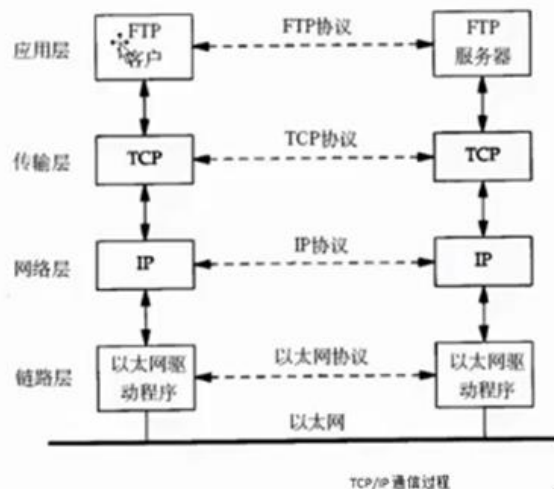 应用层
FTP
客户
FTP协议
FTP
服务器
传输层
TCP
TCP协议
TCP
网络层
IP
IP协议
IP
链路层
以太网驱
动程序
以太网协议
以太网驱
动程序
以太网
TCP/IP通信过程